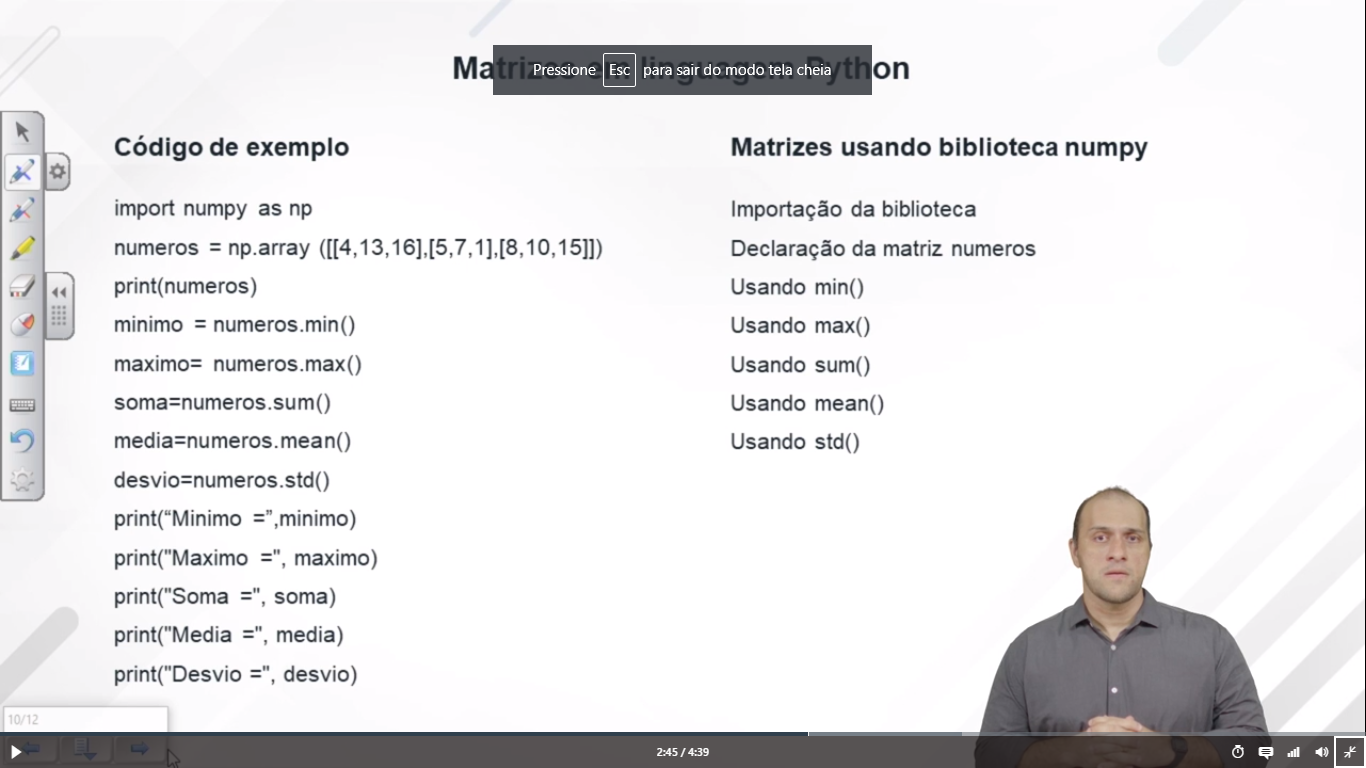 Matrizes em linguagem Python
Pressione Esc para sair do modo tela cheia
Código de exemplo
import numpy as np
numeros = np.array ([[4,13,16],[5,7,1],[8,10,15]])
print(numeros)
minimo = numeros.min()
maximo= numeros.max()
soma=numeros.sum()
media=numeros.mean()
desvio=numeros.std()
print(“Minimo =”,minimo)
print("Maximo =", maximo)
print("Soma =", soma)
print("Media =", media)
print("Desvio =", desvio)
Matrizes usando biblioteca numpy
Importação da biblioteca
Declaração da matriz numeros
Usando min()
Usando max()
Usando sum()
Usando mean()
Usando std()
10/12
2:45 / 4:39